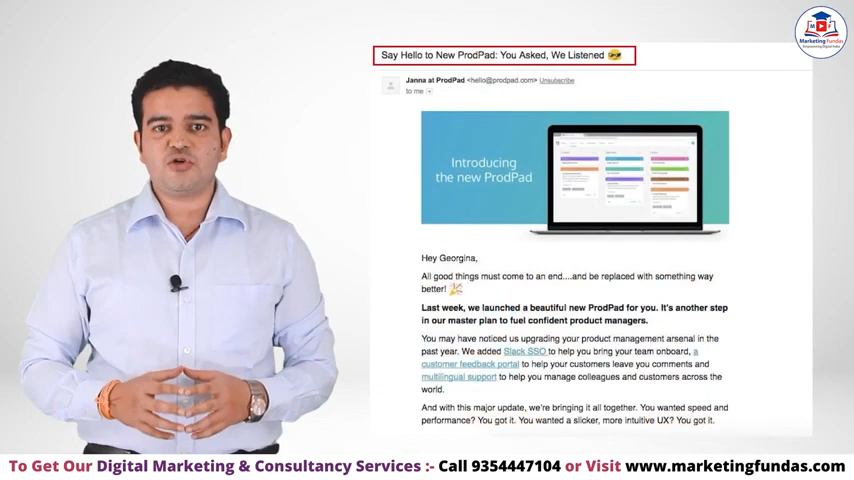 Marketing Fundas
Empowering Digital India
Say Hello to New ProdPad: You Asked, We Listened 😎
Janna at ProdPad <hello@prodpad.com> Unsubscribe
to me
Introducing
the new ProdPad
Hey Georgina,
All good things must come to an end....and be replaced with something way
better! 🎉
Last week, we launched a beautiful new ProdPad for you. It's another step
in our master plan to fuel confident product managers.
You may have noticed us upgrading your product management arsenal in the
past year. We added Slack SSO to help you bring your team onboard, a
customer feedback portal to help your customers leave you comments and
multilingual support to help you manage colleagues and customers across the
world.
And with this major update, we're bringing it all together. You wanted speed and
performance? You got it. You wanted a slicker, more intuitive UX? You got it.
To Get Our Digital Marketing & Consultancy Services :- Call 9354447104 or Visit www.marketingfundas.com